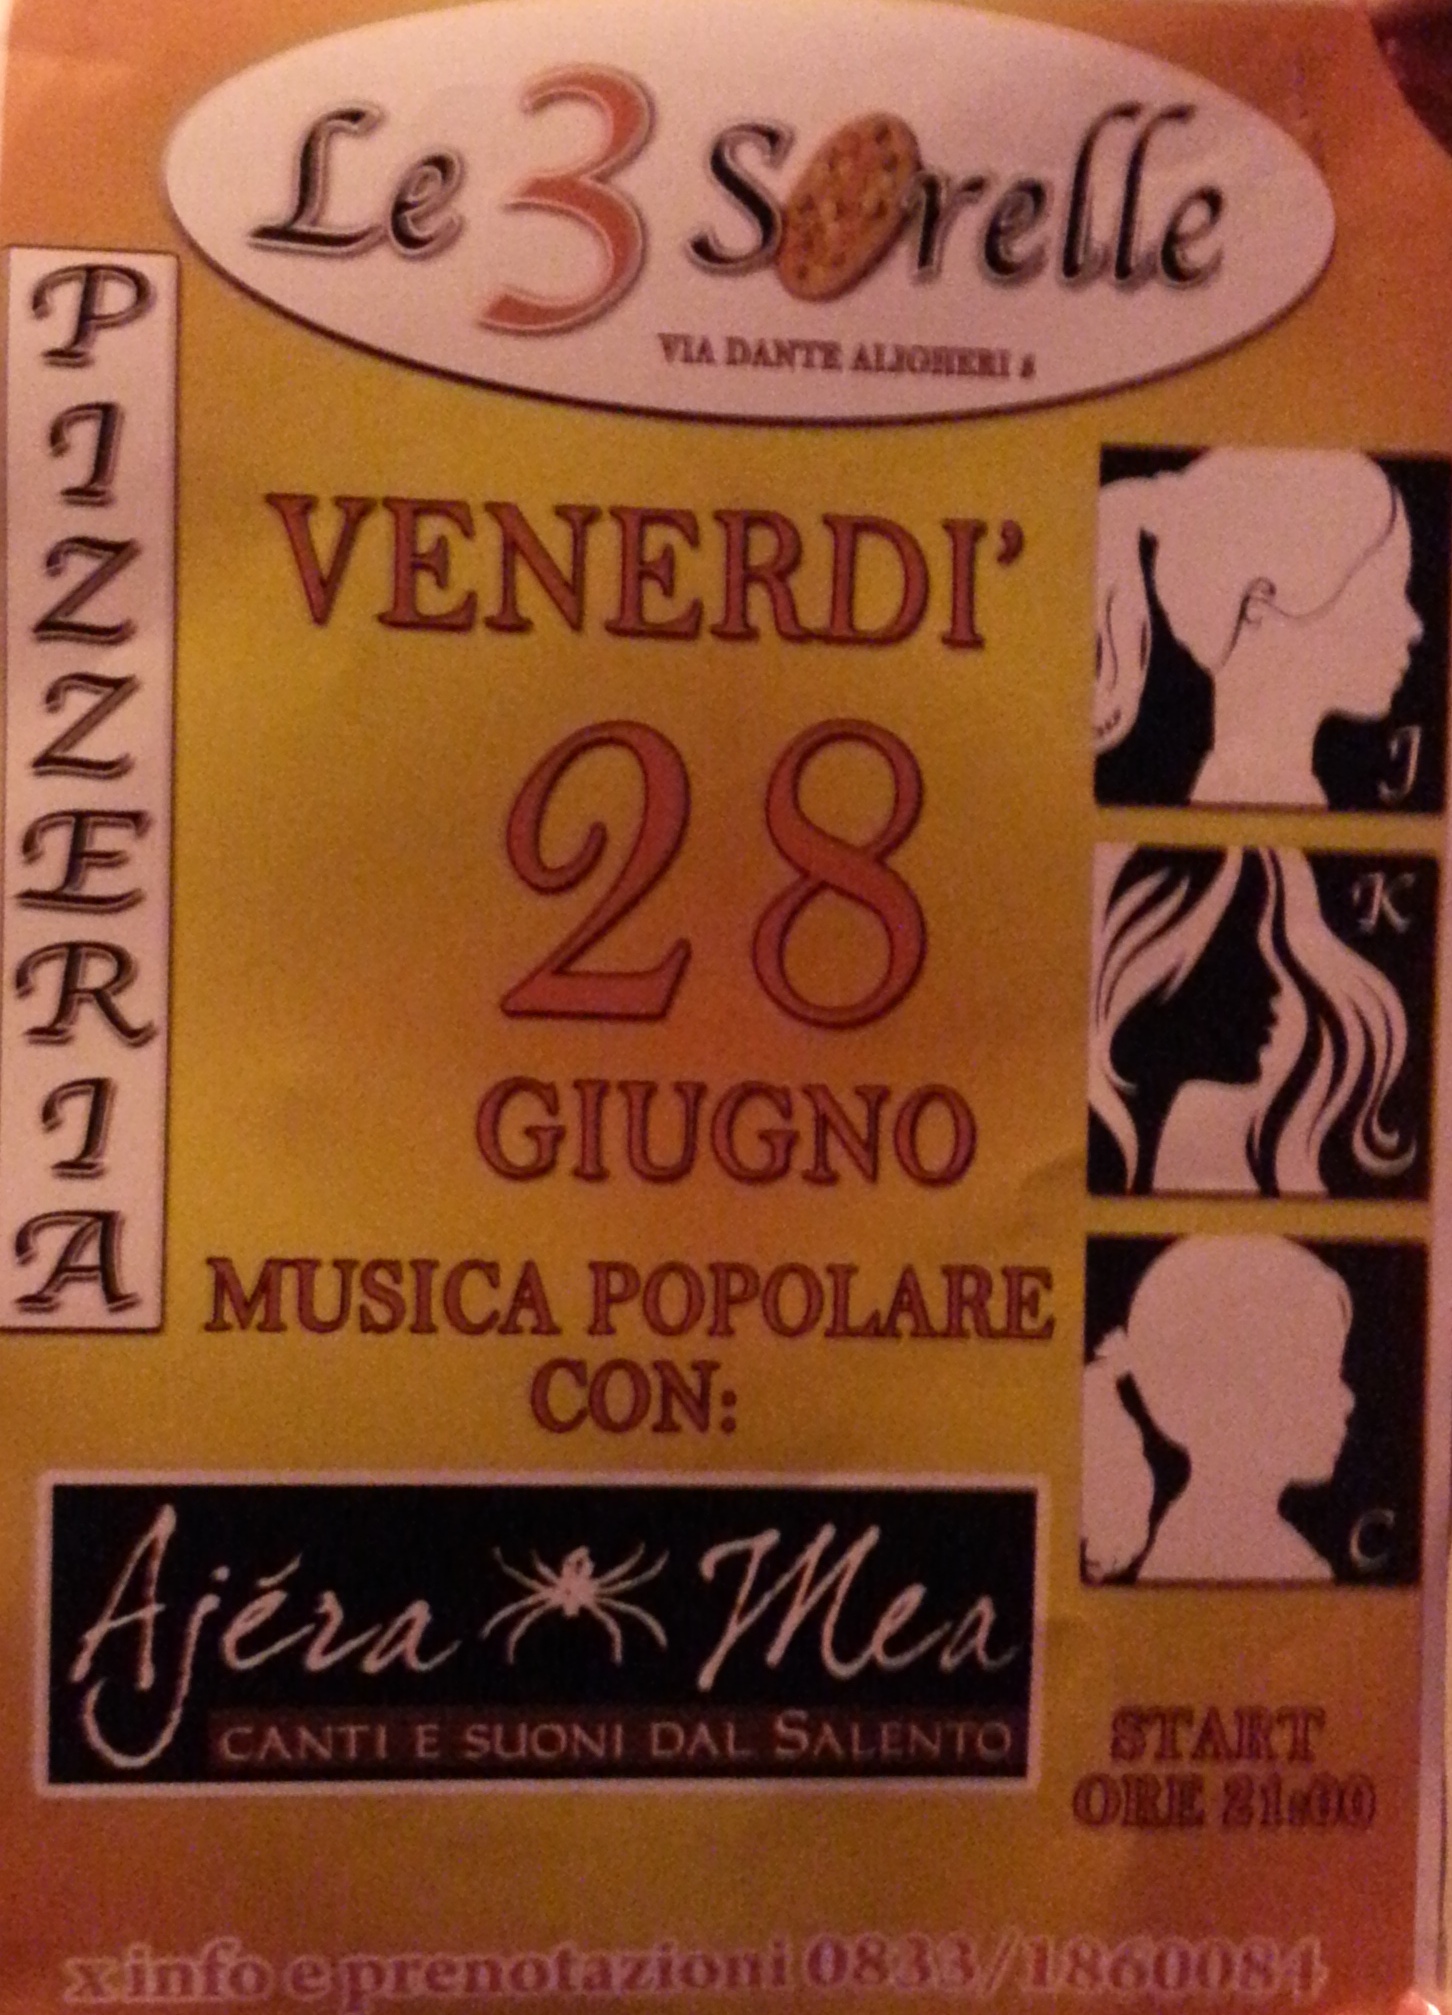 Le 3 Sorelle
VIA DANTE ALIGHERI
PIZZERIA
VENERDI'
28
GIUGNO
MUSICA POPOLARE
CON:
J
K
C
Ajéra Mea
CANTI E SUONI DAL SALENTO
START
ORE 21:00
x info e prenotazioni 0833/1860084